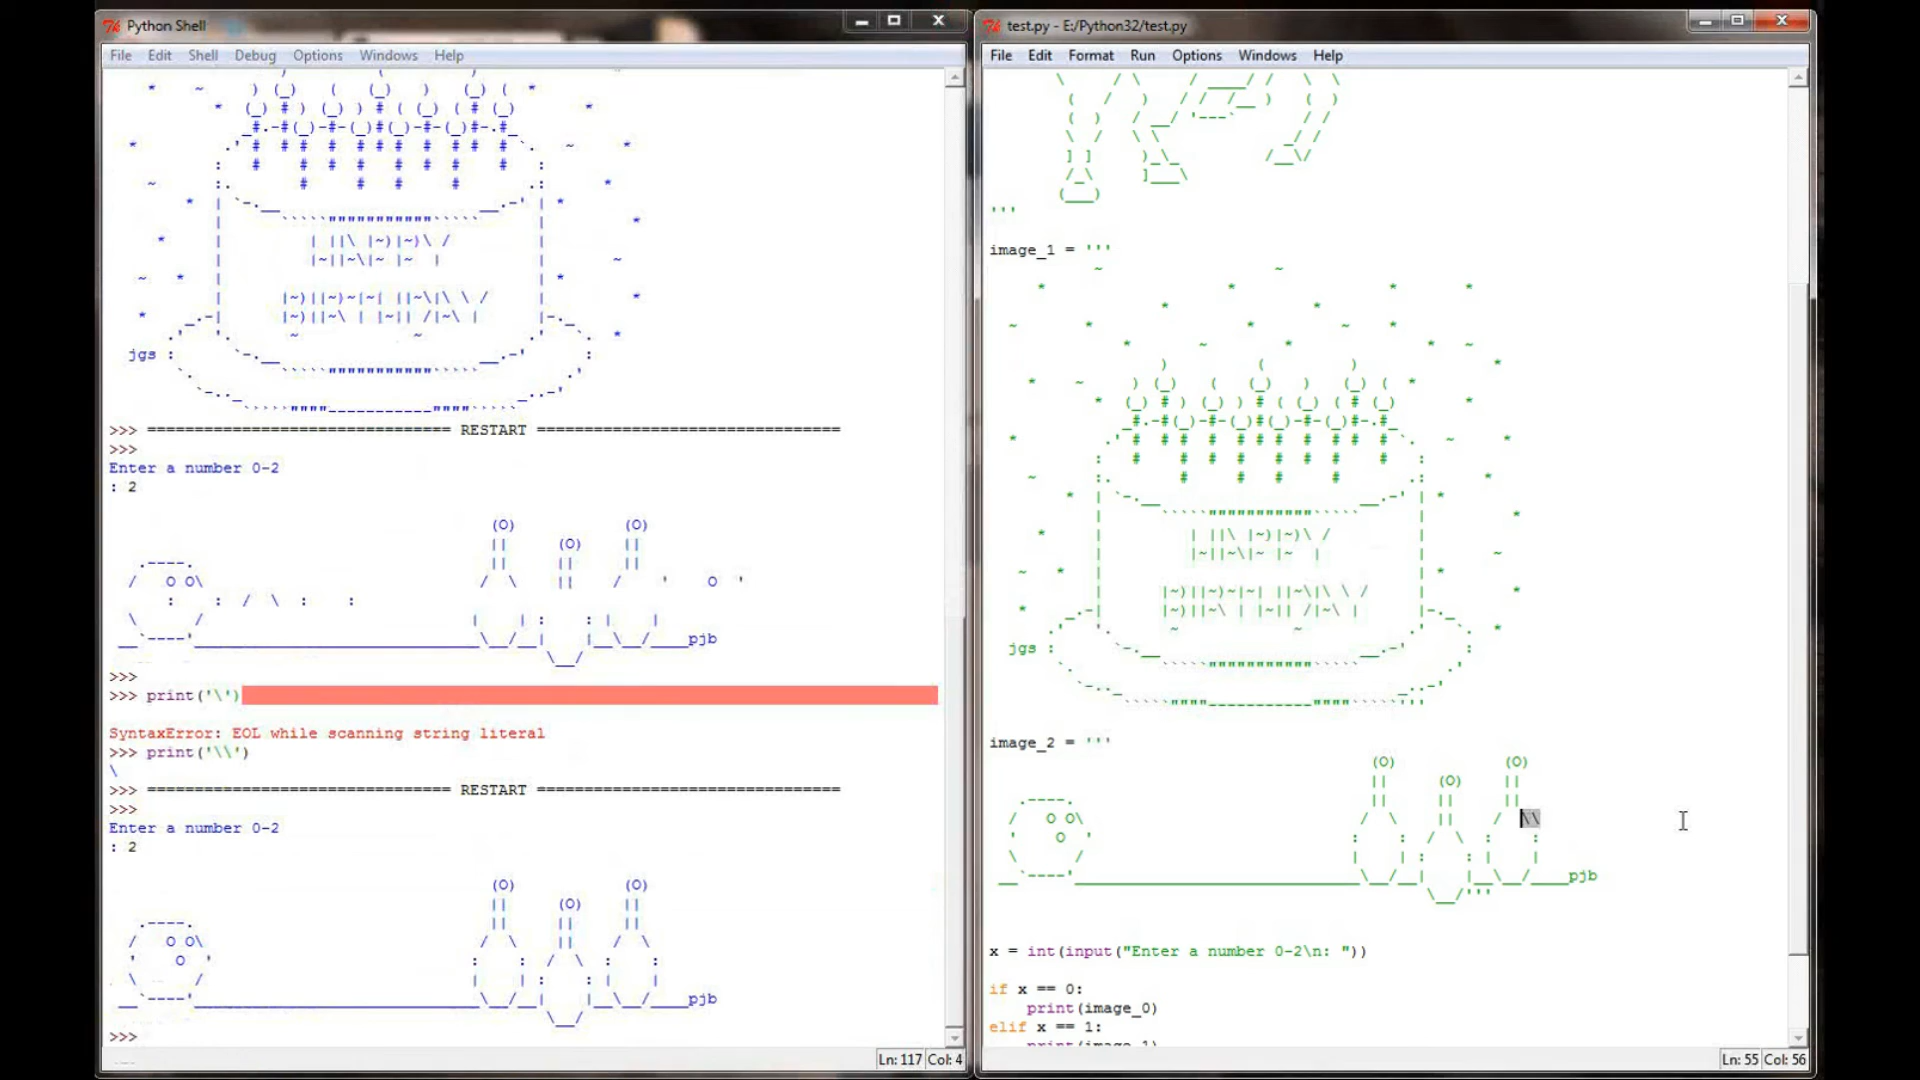 Python Shell
File Edit Shell Debug Options Windows Help
jgs
>>> ================================ RESTART ================================
>>>
Enter a number 0-2
: 2
(O) (O)
(O)
pjb
>>>
>>> print('\')
SyntaxError: EOL while scanning string literal
>>> print('\\')
\
>>> ================================ RESTART ================================
>>>
Enter a number 0-2
: 2
(O) (O)
(O)
pjb
>>>
Ln: 117 Col: 4
test.py - E:/Python32/test.py
File Edit Format Run Options Windows Help
'''
image_1 = '''
jgs
'''
image_2 = '''
(O) (O)
(O)
\\
pjb
'''
x = int(input("Enter a number 0-2\n: "))
if x == 0:
    print(image_0)
elif x == 1:
    print(image_1)
Ln: 55 Col: 56